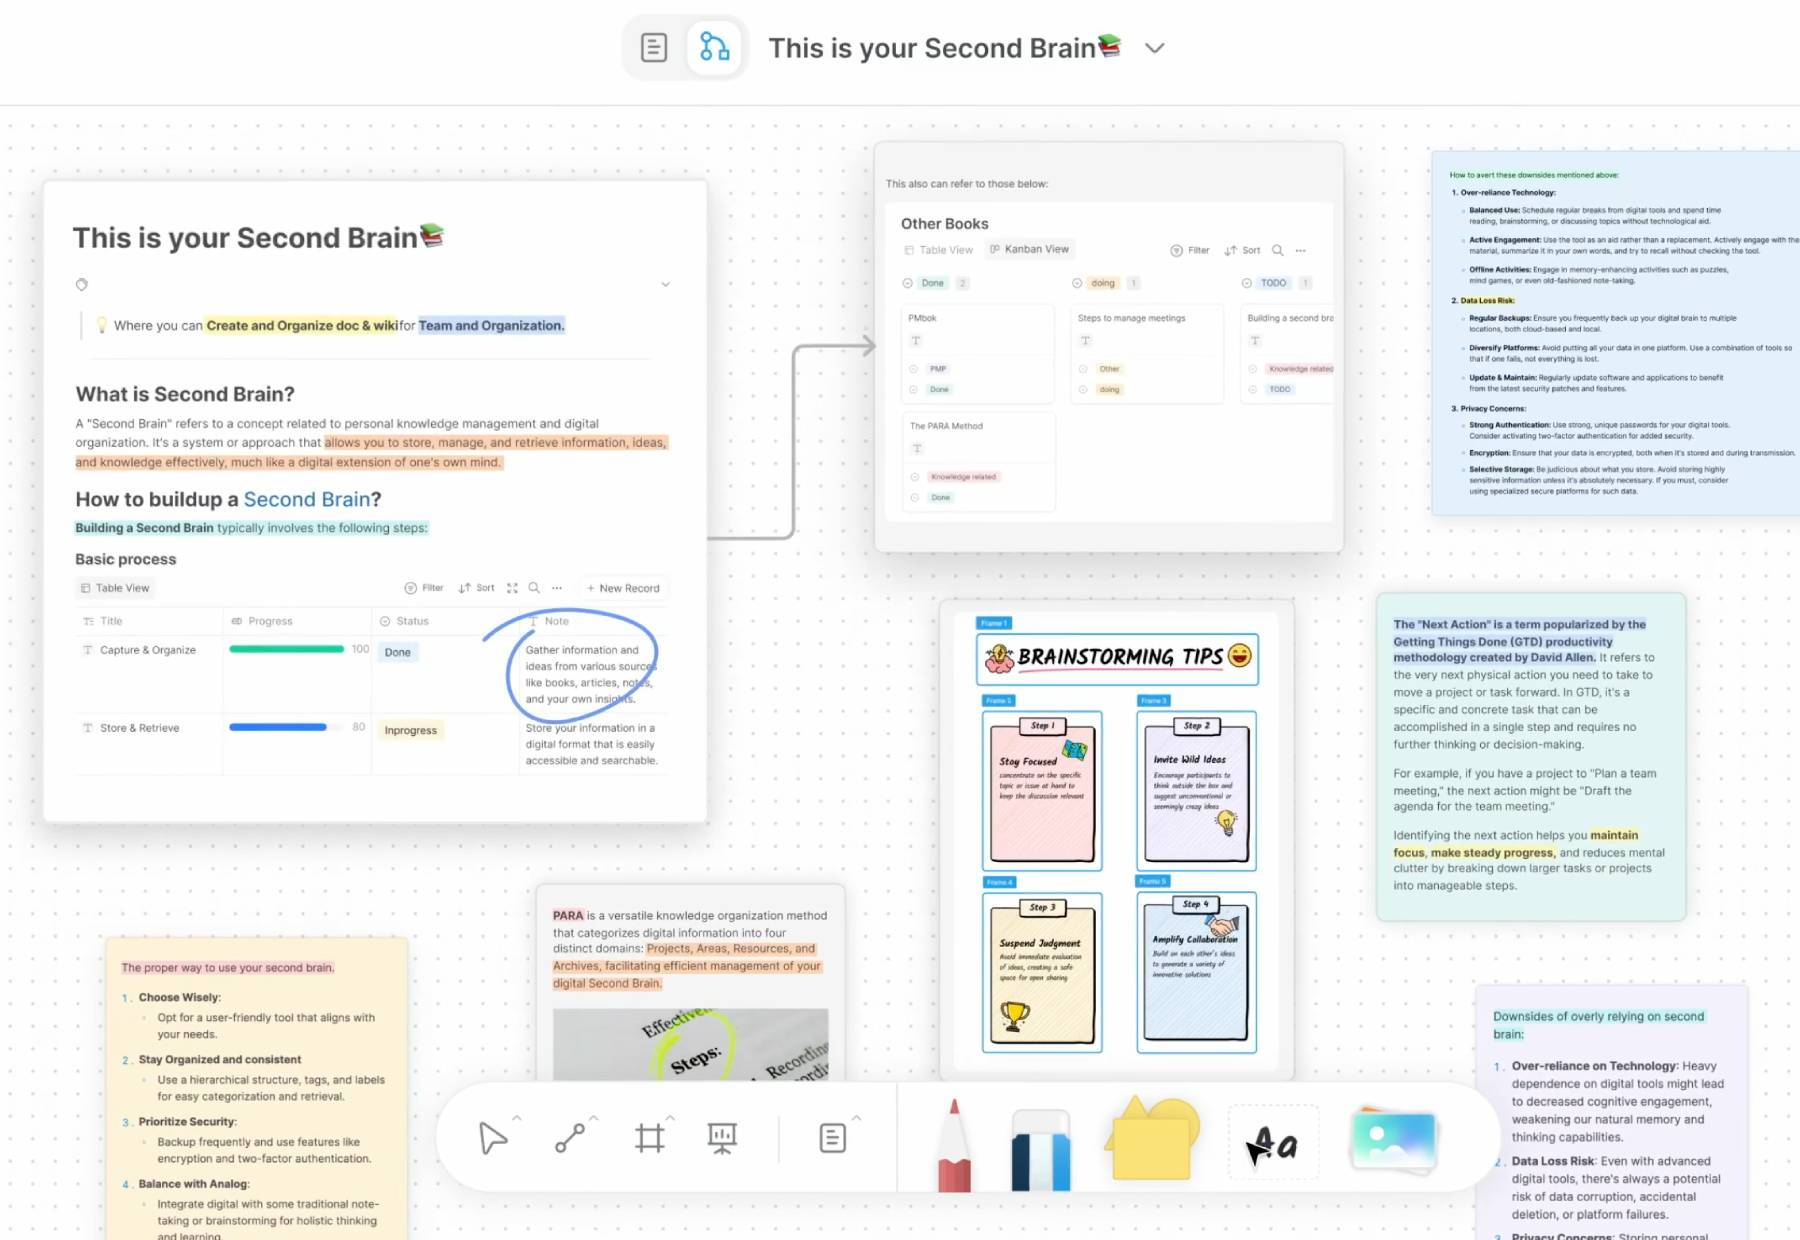 This is your Second Brain
This is your Second Brain
Where you can Create and Organize doc & wiki for Team and Organization.
What is Second Brain?
A "Second Brain" refers to a concept related to personal knowledge management and digital
organization. It's a system or approach that allows you to store, manage, and retrieve information, ideas,
and knowledge effectively, much like a digital extension of one's own mind.
How to buildup a Second Brain?
Building a Second Brain typically involves the following steps:
Basic process
Table View Filter Sort ... + New Record
Title Progress Status Note
Capture & Organize 100 Done
Gather information and
ideas from various sources
like books, articles, notes,
and your own insights.
Store & Retrieve 80 Inprogress
Store your information in a
digital format that is easily
accessible and searchable.
This also can refer to those below:
Other Books
Table View Kanban View Filter Sort ...
Done 2 doing 1 TODO 1
PMbok
PMP
Done
Steps to manage meetings
Other
doing
Building a second bra
Knowledge related
TODO
The PARA Method
Knowledge related
Done
How to avert these downsides mentioned above:
1. Over-reliance Technology:
Balanced Use: Schedule regular breaks from digital tools and spend time
reading, brainstorming, or discussing topics without technological aid.
Active Engagement: Use the tool as an aid rather than a replacement. Actively engage with the
material, summarize it in your own words, and try to recall without checking the tool.
Offline Activities: Engage in memory-enhancing activities such as puzzles,
mind games, or even old-fashioned note-taking.
2. Data Loss Risk:
Regular Backups: Ensure you frequently back up your digital brain to multiple
locations, both cloud-based and local.
Diversify Platforms: Avoid putting all your data in one platform. Use a combination of tools so
that if one fails, not everything is lost.
Update & Maintain: Regularly update software and applications to benefit
from the latest security patches and features.
3. Privacy Concerns:
Strong Authentication: Use strong, unique passwords for your digital tools.
Consider activating two-factor authentication for added security.
Encryption: Ensure that your data is encrypted, both when it's stored and during transmission.
Selective Storage: Be judicious about what you store. Avoid storing highly
sensitive information unless it's absolutely necessary. If you must, consider
using specialized secure platforms for such data.
Frame 1
BRAINSTORMING TIPS
Frame 2
Step 1
Stay Focused
concentrate on the specific
topic or issue at hand to
keep the discussion relevant
Frame 3
Step 2
Invite Wild Ideas
Encourage participants to
think outside the box and
suggest unconventional or
seemingly crazy ideas
Frame 4
Step 3
Suspend Judgment
Avoid immediate evaluation
of ideas, creating a safe
space for open sharing
Frame 5
Step 4
Amplify Collaboration
Build on each other's ideas
to generate a variety of
innovative solutions
The "Next Action" is a term popularized by the
Getting Things Done (GTD) productivity
methodology created by David Allen. It refers to
the very next physical action you need to take to
move a project or task forward. In GTD, it's a
specific and concrete task that can be
accomplished in a single step and requires no
further thinking or decision-making.
For example, if you have a project to "Plan a team
meeting," the next action might be "Draft the
agenda for the team meeting."
Identifying the next action helps you maintain
focus, make steady progress, and reduces mental
clutter by breaking down larger tasks or projects
into manageable steps.
The proper way to use your second brain.
1. Choose Wisely:
Opt for a user-friendly tool that aligns with
your needs.
2. Stay Organized and consistent
Use a hierarchical structure, tags, and labels
for easy categorization and retrieval.
3. Prioritize Security:
Backup frequently and use features like
encryption and two-factor authentication.
4. Balance with Analog:
Integrate digital with some traditional note-
taking or brainstorming for holistic thinking
and learning.
PARA is a versatile knowledge organization method
that categorizes digital information into four
distinct domains: Projects, Areas, Resources, and
Archives, facilitating efficient management of your
digital Second Brain.
Effective
Steps:
Recording
Downsides of overly relying on second
brain:
1. Over-reliance on Technology: Heavy
dependence on digital tools might lead
to decreased cognitive engagement,
weakening our natural memory and
thinking capabilities.
2. Data Loss Risk: Even with advanced
digital tools, there's always a potential
risk of data corruption, accidental
deletion, or platform failures.
3. Privacy Concerns: Storing personal
Aa